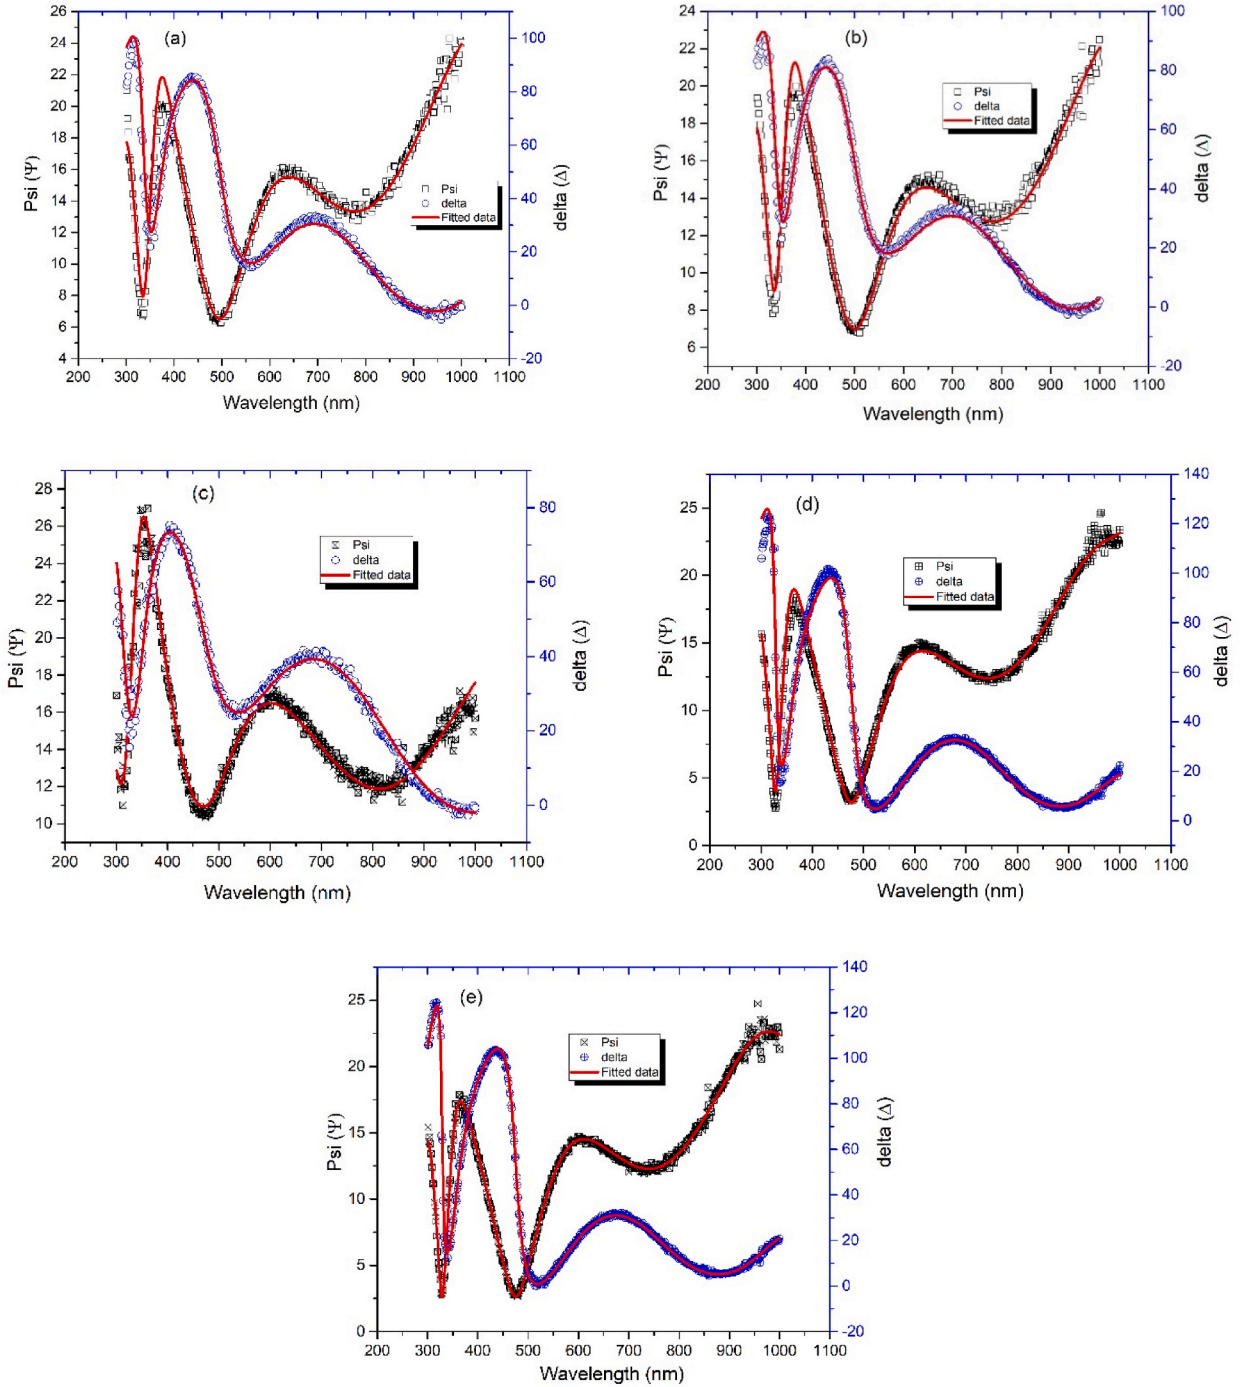 (a)
26
24
22
20
18
16
14
12
10
8
6
4
Psi (Ψ)
100
80
60
40
20
0
-20
delta (Δ)
Psi
delta
Fitted data
200 300 400 500 600 700 800 900 1000 1100
Wavelength (nm)
(b)
24
22
20
18
16
14
12
10
8
6
Psi (Ψ)
100
80
60
40
20
0
-20
delta (Δ)
Psi
delta
Fitted data
200 300 400 500 600 700 800 900 1000 1100
Wavelength (nm)
(c)
28
26
24
22
20
18
16
14
12
10
Psi (Ψ)
80
60
40
20
0
delta (Δ)
Psi
delta
Fitted data
200 300 400 500 600 700 800 900 1000 1100
Wavelength (nm)
(d)
25
20
15
10
5
0
Psi (Ψ)
140
120
100
80
60
40
20
0
delta (Δ)
Psi
delta
Fitted data
200 300 400 500 600 700 800 900 1000 1100
Wavelength (nm)
(e)
25
20
15
10
5
0
Psi (Ψ)
140
120
100
80
60
40
20
0
-20
delta (Δ)
Psi
delta
Fitted data
200 300 400 500 600 700 800 900 1000 1100
Wavelength (nm)